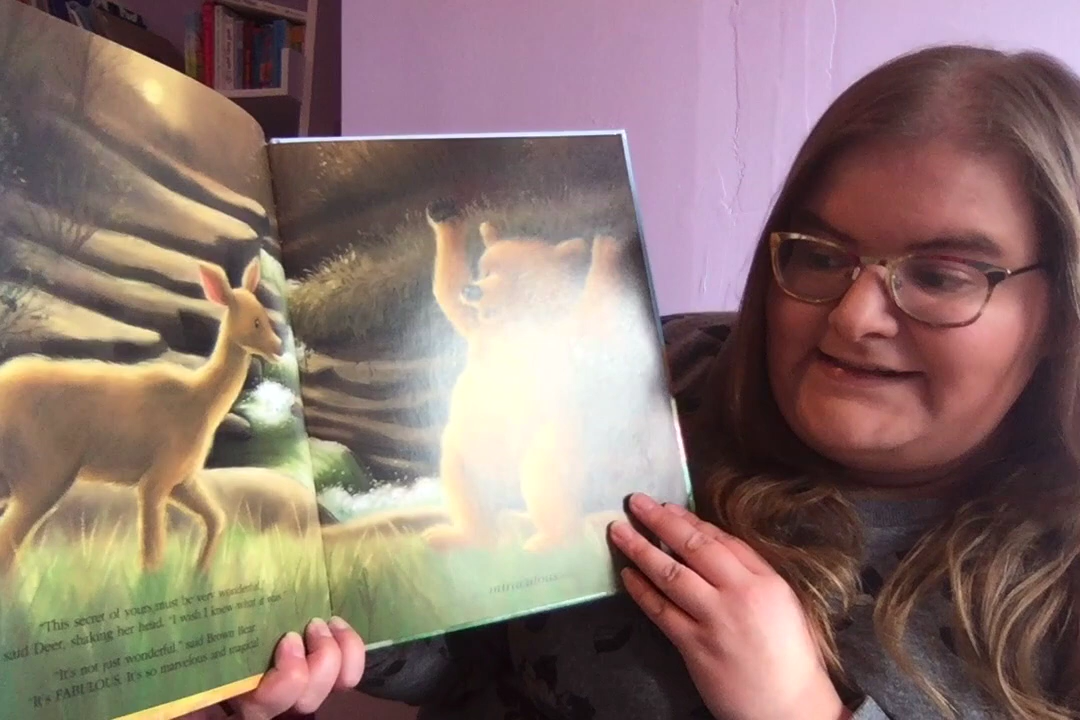 "This secret of yours must be very wonderful,"
said Deer, shaking her head. "I wish I knew what it was."
"It's not just wonderful," said Brown Bear.
"It's FABULOUS. It's so marvelous and magical
miraculous